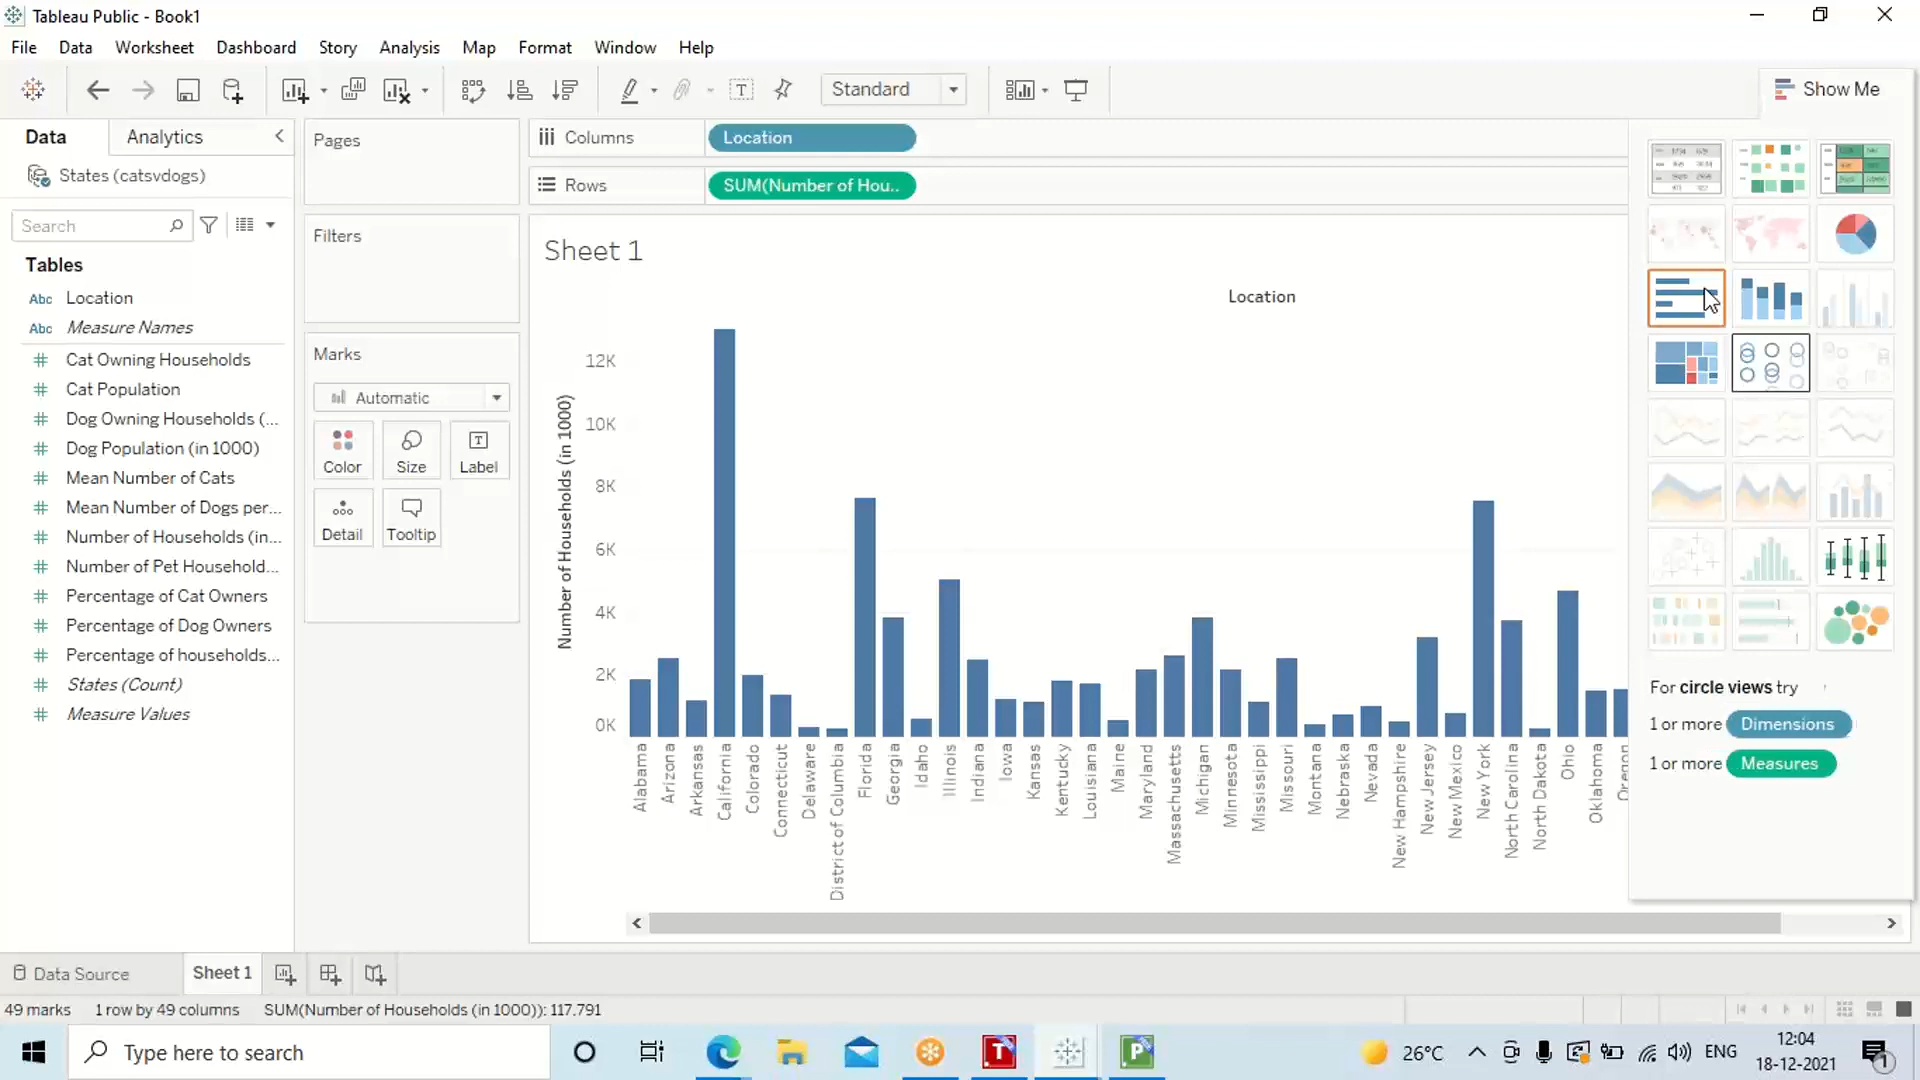 Tableau Public - Book1
File Data Worksheet Dashboard Story Analysis Map Format Window Help
Standard
Show Me
Data Analytics
States (catsvdogs)
Search
Tables
Abc Location
Abc Measure Names
Cat Owning Households
Cat Population
Dog Owning Households (...
Dog Population (in 1000)
Mean Number of Cats
Mean Number of Dogs per...
Number of Households (in...
Number of Pet Household...
Percentage of Cat Owners
Percentage of Dog Owners
Percentage of households...
States (Count)
Measure Values
Pages
Filters
Marks
Automatic
Color Size Label
Detail Tooltip
Columns Location
Rows SUM(Number of Hou..
Sheet 1
Location
Number of Households (in 1000)
12K
10K
8K
6K
4K
2K
0K
Alabama
Arizona
Arkansas
California
Colorado
Connecticut
Delaware
District of Columbia
Florida
Georgia
Idaho
Illinois
Indiana
Iowa
Kansas
Kentucky
Louisiana
Maine
Maryland
Massachusetts
Michigan
Minnesota
Mississippi
Missouri
Montana
Nebraska
Nevada
New Hampshire
New Jersey
New Mexico
New York
North Carolina
North Dakota
Ohio
Oklahoma
Oregon
For circle views try
1 or more Dimensions
1 or more Measures
Data Source Sheet 1
49 marks 1 row by 49 columns SUM(Number of Households (in 1000)): 117.791
Type here to search
T
P
26°C
ENG
12:04
18-12-2021
1